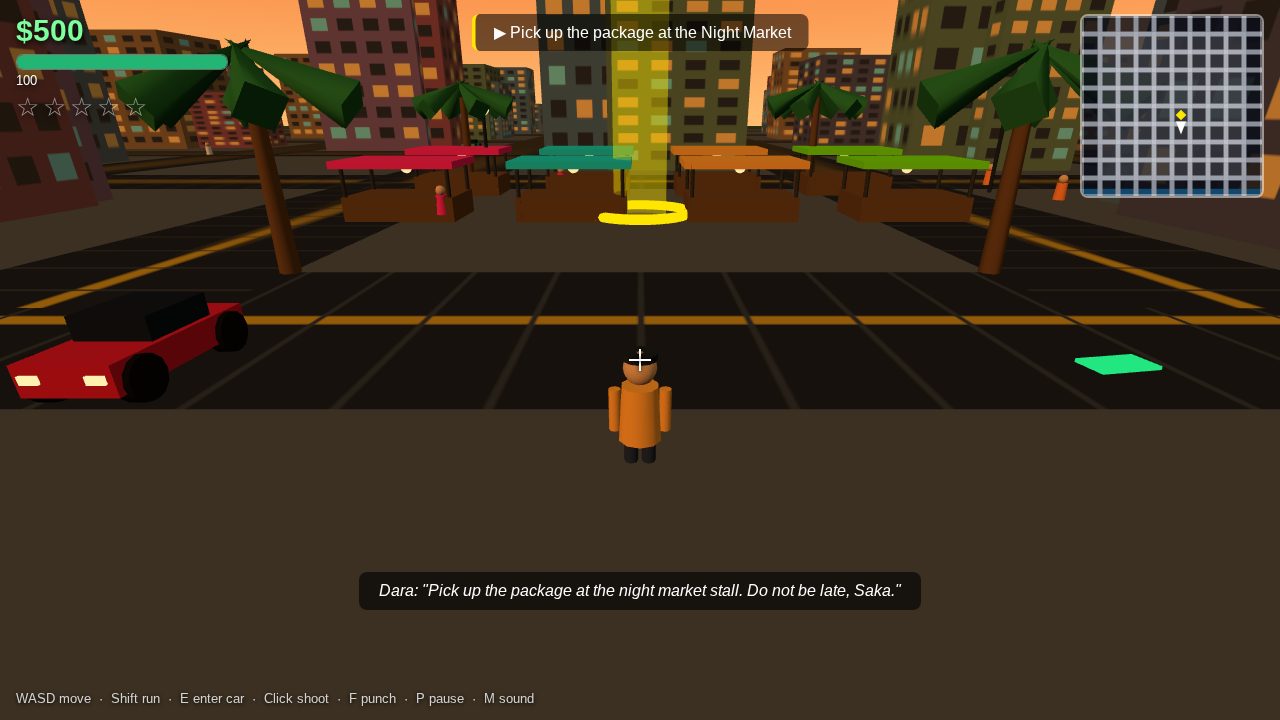 $500
▶ Pick up the package at the Night Market
100
☆ ☆ ☆ ☆ ☆
Dara: "Pick up the package at the night market stall. Do not be late, Saka."
WASD move · Shift run · E enter car · Click shoot · F punch · P pause · M sound